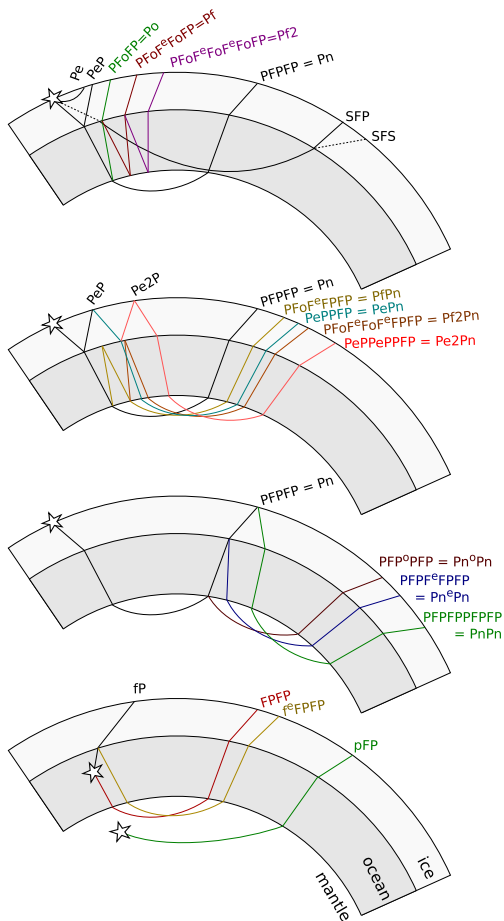 Pe
PeP
PFoFP=Po
PFoFᵉFoFP=Pf
PFoFᵉFoFᵉFoFP=Pf2
PFPFP = Pn
SFP
SFS
PeP
Pe2P
PFPFP = Pn
PFoFᵉFPFP = PfPn
PePPFP = PePn
PFoFᵉFoFᵉFPFP = Pf2Pn
PePPePPFP = Pe2Pn
PFPFP = Pn
PFPᵒPFP = PnᵒPn
PFPFᵉFPFP
= PnᵉPn
PFPFPPFPFP
= PnPn
fP
FPFP
fᵉFPFP
pFP
ice
ocean
mantle